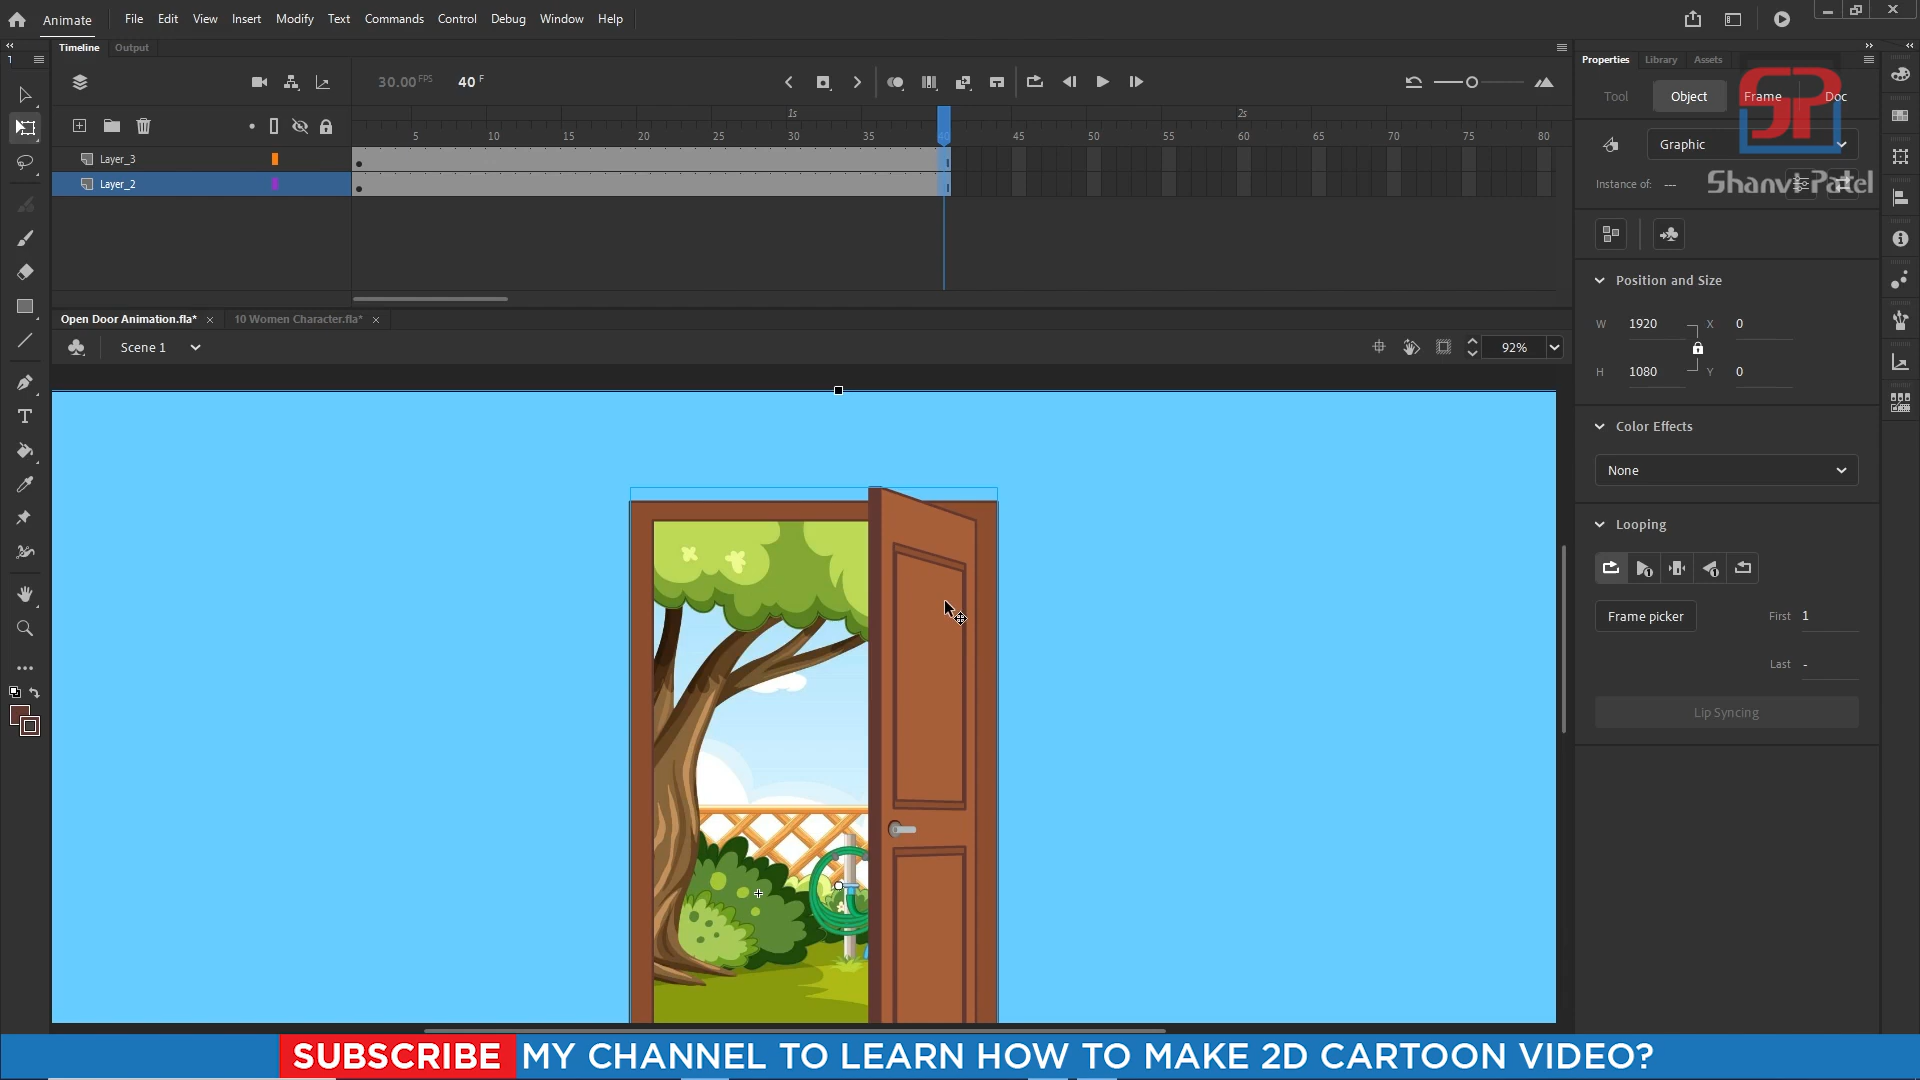 Animate File Edit View Insert Modify Text Commands Control Debug Window Help
Timeline Output
Properties Library Assets
30.00 FPS 40 F
Tool Object Frame Doc
1s 2s
5 10 15 20 25 30 35 40 45 50 55 60 65 70 75 80
Layer_3
Layer_2
Graphic
Instance of: ---
Shanvi Patel
Position and Size
Open Door Animation.fla* × 10 Women Character.fla* ×
W 1920 X 0
Scene 1 92%
H 1080 Y 0
Color Effects
None
Looping
Frame picker First 1
Last -
Lip Syncing
SUBSCRIBE MY CHANNEL TO LEARN HOW TO MAKE 2D CARTOON VIDEO?